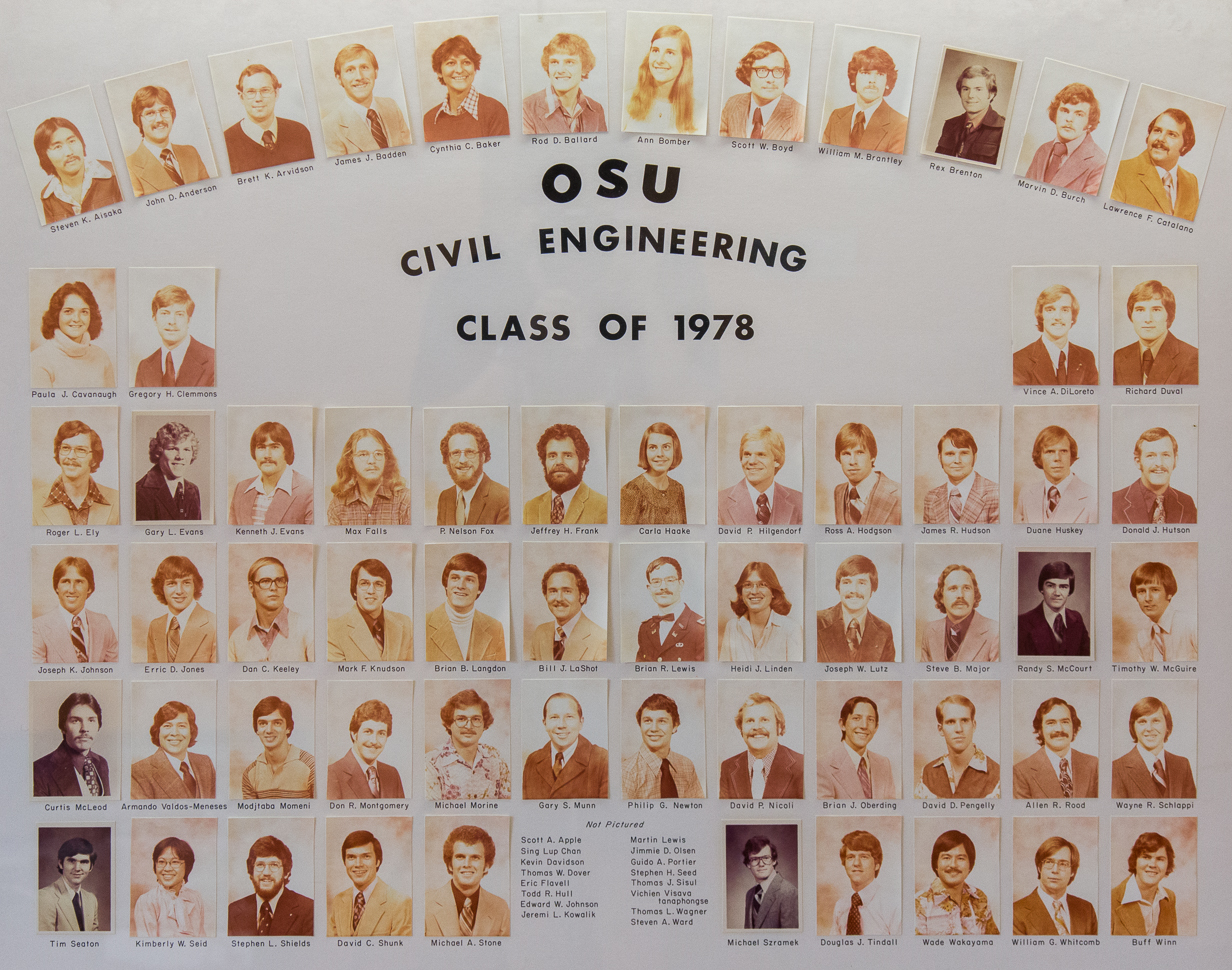 Steven K. Aisaka
John D. Anderson
Brett K. Arvidson
James J. Badden
Cynthia C. Baker
Rod D. Ballard
Ann Bomber
Scott W. Boyd
William M. Brantley
Rex Brenton
Marvin D. Burch
Lawrence F. Catalano
OSU
CIVIL ENGINEERING
CLASS OF 1978
Paula J. Cavanaugh
Gregory H. Clemmons
Vince A. DiLoreto
Richard Duval
Roger L. Ely
Gary L. Evans
Kenneth J. Evans
Max Falls
P. Nelson Fox
Jeffrey H. Frank
Carla Haake
David P. Hilgendorf
Ross A. Hodgson
James R. Hudson
Duane Huskey
Donald J. Hutson
Joseph K. Johnson
Erric D. Jones
Dan C. Keeley
Mark F. Knudson
Brian B. Langdon
Bill J. LaShot
Brian R. Lewis
Heidi J. Linden
Joseph W. Lutz
Steve B. Major
Randy S. McCourt
Timothy W. McGuire
Curtis McLeod
Armando Valdos-Meneses
Modjtaba Momeni
Don R. Montgomery
Michael Morine
Gary S. Munn
Philip G. Newton
David P. Nicoli
Brian J. Oberding
David D. Pengelly
Allen R. Rood
Wayne R. Schlappi
Tim Seaton
Kimberly W. Seid
Stephen L. Shields
David C. Shunk
Michael A. Stone
Not Pictured
Scott A. Apple
Sing Lup Chan
Kevin Davidson
Thomas W. Dover
Eric Flavell
Todd R. Hull
Edward W. Johnson
Jeremi L. Kowalik
Martin Lewis
Jimmie D. Olsen
Guido A. Portier
Stephen H. Seed
Thomas J. Sisul
Vichien Visava
tanaphongse
Thomas L. Wagner
Steven A. Ward
Michael Szramek
Douglas J. Tindall
Wade Wakayama
William G. Whitcomb
Buff Winn